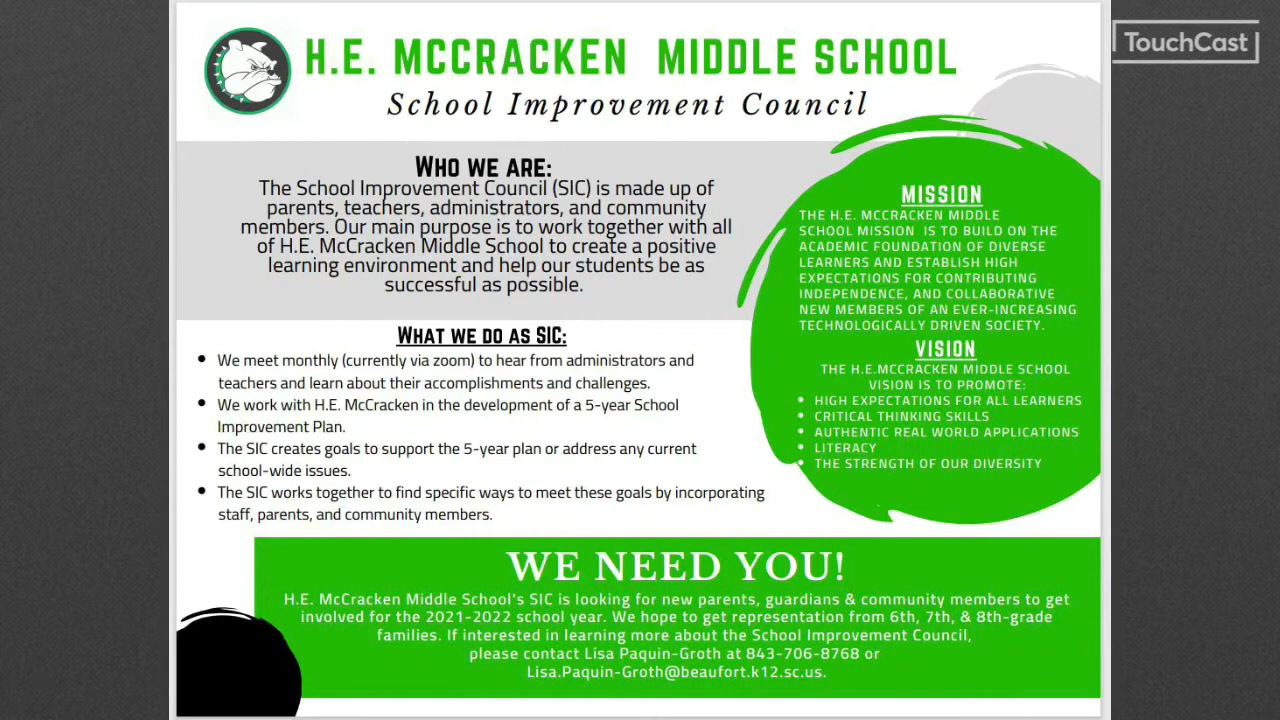 H.E. MCCRACKEN MIDDLE SCHOOL
School Improvement Council
TouchCast
WHO WE ARE:
The School Improvement Council (SIC) is made up of
parents, teachers, administrators, and community
members. Our main purpose is to work together with all
of H.E. McCracken Middle School to create a positive
learning environment and help our students be as
successful as possible.
WHAT WE DO AS SIC:
• We meet monthly (currently via zoom) to hear from administrators and
teachers and learn about their accomplishments and challenges.
• We work with H.E. McCracken in the development of a 5-year School
Improvement Plan.
• The SIC creates goals to support the 5-year plan or address any current
school-wide issues.
• The SIC works together to find specific ways to meet these goals by incorporating
staff, parents, and community members.
MISSION
THE H.E. MCCRACKEN MIDDLE
SCHOOL MISSION IS TO BUILD ON THE
ACADEMIC FOUNDATION OF DIVERSE
LEARNERS AND ESTABLISH HIGH
EXPECTATIONS FOR CONTRIBUTING
INDEPENDENCE, AND COLLABORATIVE
NEW MEMBERS OF AN EVER-INCREASING
TECHNOLOGICALLY DRIVEN SOCIETY.
VISION
THE H.E.MCCRACKEN MIDDLE SCHOOL
VISION IS TO PROMOTE:
• HIGH EXPECTATIONS FOR ALL LEARNERS
• CRITICAL THINKING SKILLS
• AUTHENTIC REAL WORLD APPLICATIONS
• LITERACY
• THE STRENGTH OF OUR DIVERSITY
WE NEED YOU!
H.E. McCracken Middle School's SIC is looking for new parents, guardians & community members to get
involved for the 2021-2022 school year. We hope to get representation from 6th, 7th, & 8th-grade
families. If interested in learning more about the School Improvement Council,
please contact Lisa Paquin-Groth at 843-706-8768 or
Lisa.Paquin-Groth@beaufort.k12.sc.us.